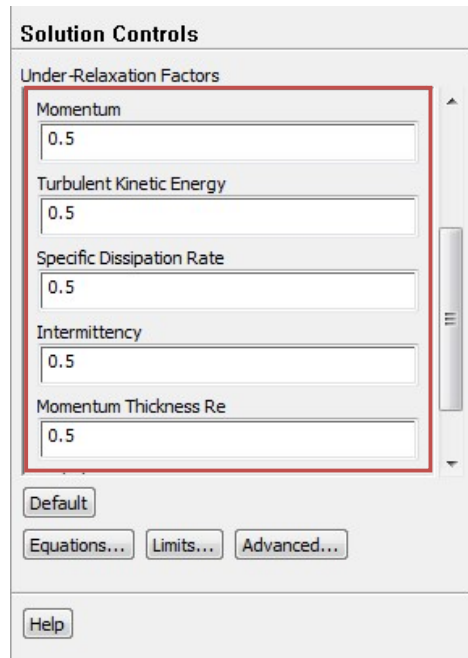 Solution Controls
Under-Relaxation Factors
Momentum
0.5
Turbulent Kinetic Energy
0.5
Specific Dissipation Rate
0.5
Intermittency
0.5
Momentum Thickness Re
0.5
Default
Equations... Limits... Advanced...
Help